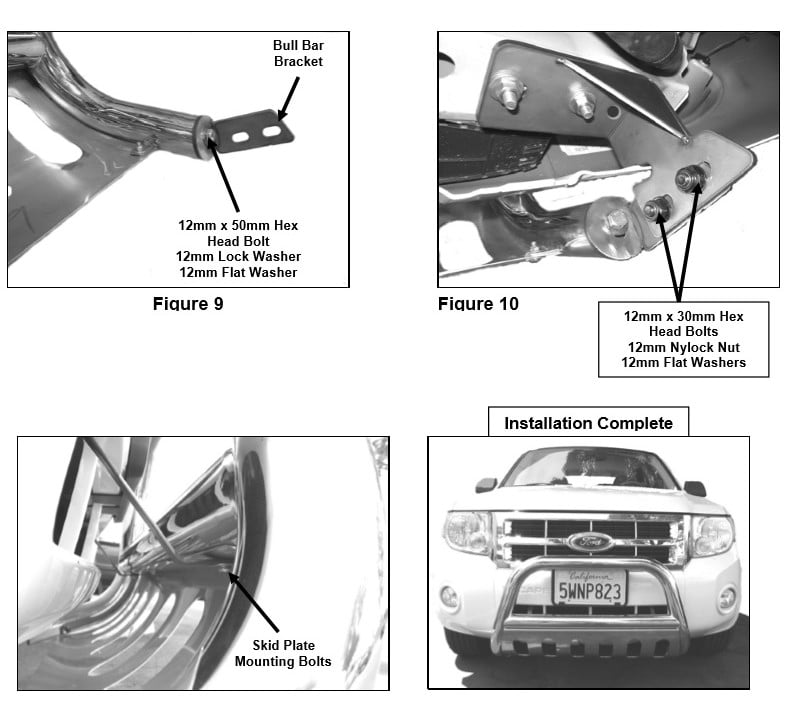 Bull Bar
Bracket
12mm x 50mm Hex
Head Bolt
12mm Lock Washer
12mm Flat Washer
Figure 9
Figure 10
12mm x 30mm Hex
Head Bolts
12mm Nylock Nut
12mm Flat Washers
Skid Plate
Mounting Bolts
Installation Complete
Ford
California
5WNP823